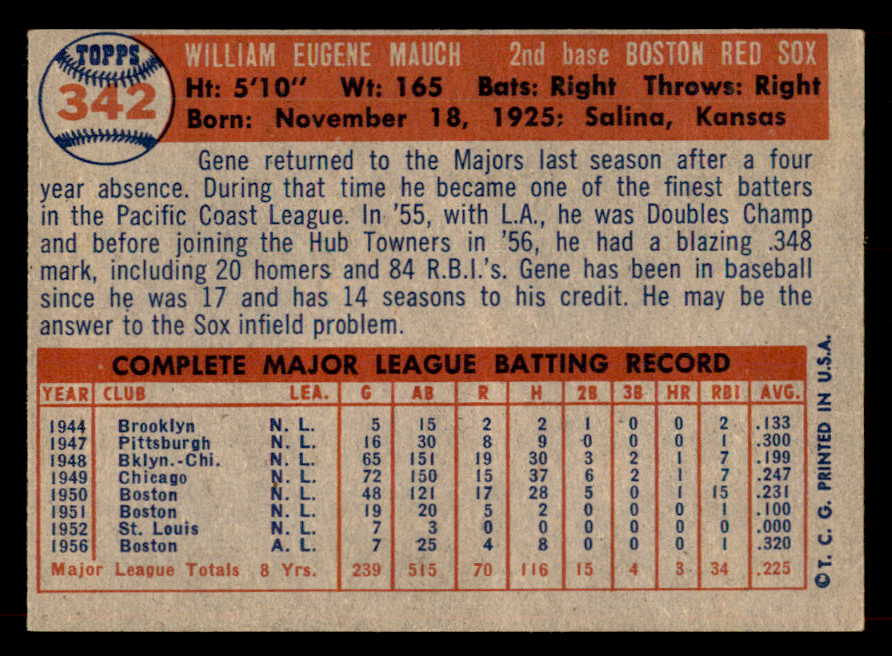 TOPPS
342
WILLIAM EUGENE MAUCH 2nd base BOSTON RED SOX
Ht: 5'10" Wt: 165 Bats: Right Throws: Right
Born: November 18, 1925: Salina, Kansas
Gene returned to the Majors last season after a four
year absence. During that time he became one of the finest batters
in the Pacific Coast League. In '55, with L.A., he was Doubles Champ
and before joining the Hub Towners in '56, he had a blazing .348
mark, including 20 homers and 84 R.B.I.'s. Gene has been in baseball
since he was 17 and has 14 seasons to his credit. He may be the
answer to the Sox infield problem.
COMPLETE MAJOR LEAGUE BATTING RECORD
YEAR CLUB LEA. G AB R H 2B 3B HR RBI AVG.
1944 Brooklyn N. L. 5 15 2 2 1 0 0 2 .133
1947 Pittsburgh N. L. 16 30 8 9 0 0 0 1 .300
1948 Bklyn.-Chi. N. L. 65 151 19 30 3 2 1 7 .199
1949 Chicago N. L. 72 150 15 37 6 2 1 7 .247
1950 Boston N. L. 48 121 17 28 5 0 1 15 .231
1951 Boston N. L. 19 20 5 2 0 0 0 1 .100
1952 St. Louis N. L. 7 3 0 0 0 0 0 0 .000
1956 Boston A. L. 7 25 4 8 0 0 0 1 .320
Major League Totals 8 Yrs. 239 515 70 116 15 4 3 34 .225
©T. C. G. PRINTED IN U.S.A.